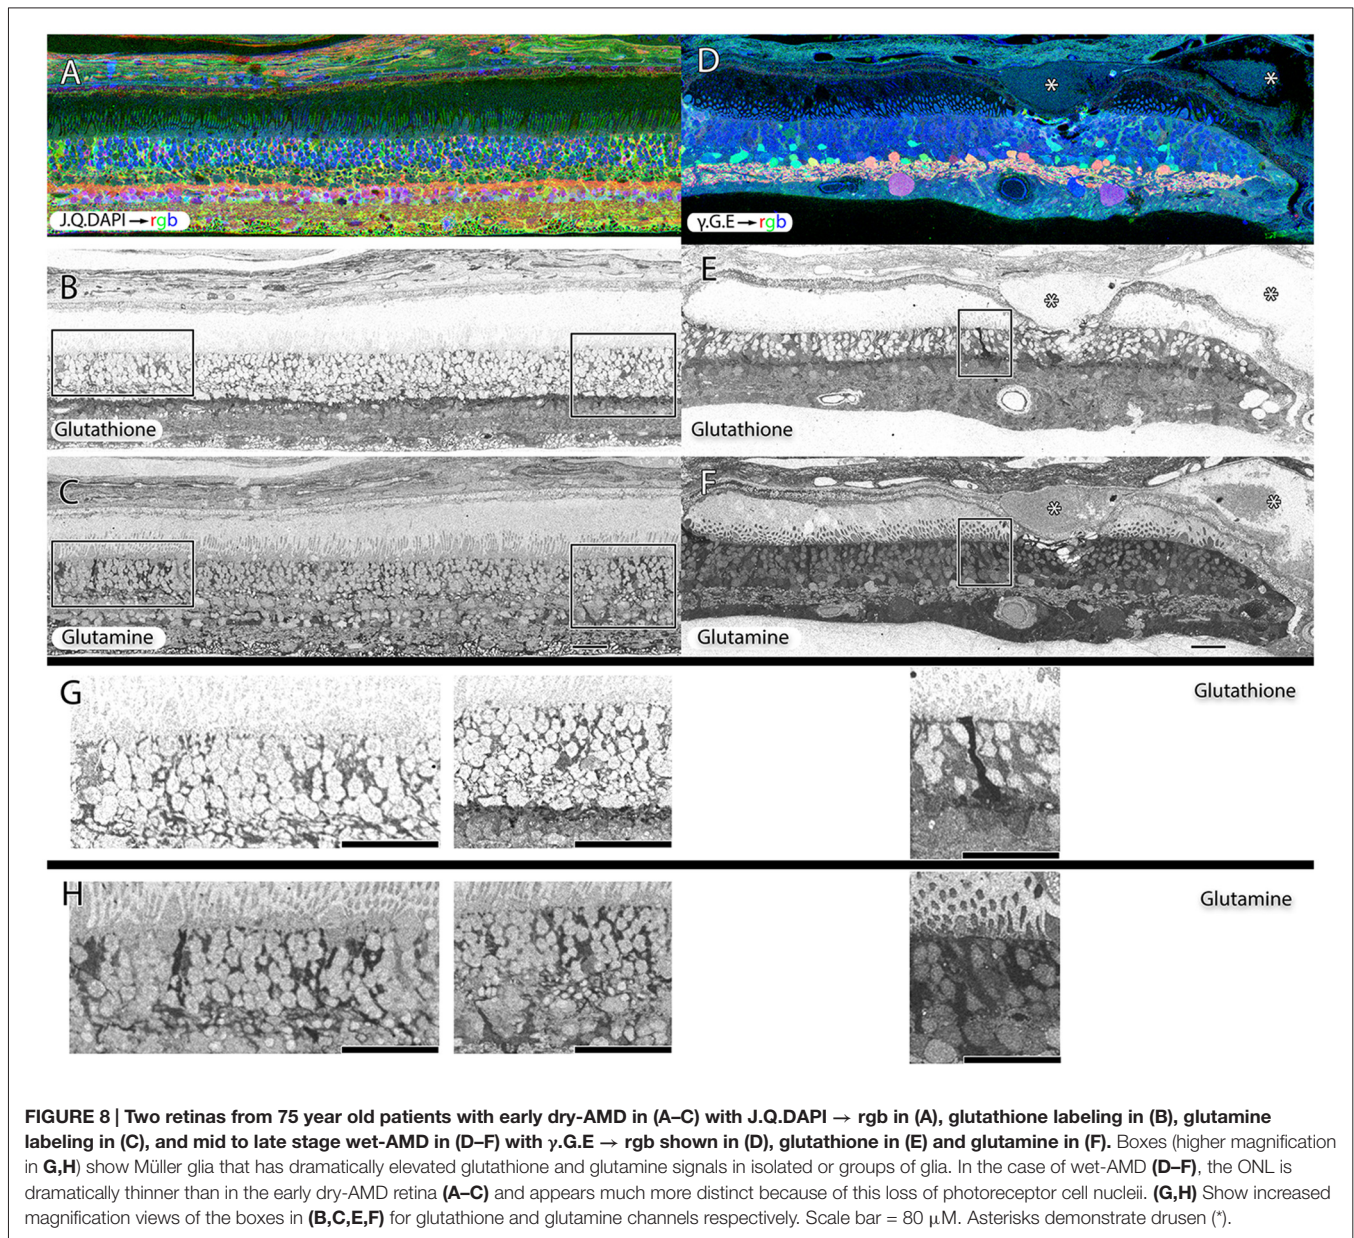 A
D
*
*
J.Q.DAPI → rgb
γ.G.E → rgb
B
E
*
*
Glutathione
Glutathione
C
F
*
*
Glutamine
Glutamine
G
Glutathione
H
Glutamine
FIGURE 8 | Two retinas from 75 year old patients with early dry-AMD in (A–C) with J.Q.DAPI → rgb in (A), glutathione labeling in (B), glutamine
labeling in (C), and mid to late stage wet-AMD in (D–F) with γ.G.E → rgb shown in (D), glutathione in (E) and glutamine in (F). Boxes (higher magnification
in G,H) show Müller glia that has dramatically elevated glutathione and glutamine signals in isolated or groups of glia. In the case of wet-AMD (D–F), the ONL is
dramatically thinner than in the early dry-AMD retina (A–C) and appears much more distinct because of this loss of photoreceptor cell nucleii. (G,H) Show increased
magnification views of the boxes in (B,C,E,F) for glutathione and glutamine channels respectively. Scale bar = 80 μM. Asterisks demonstrate drusen (*).